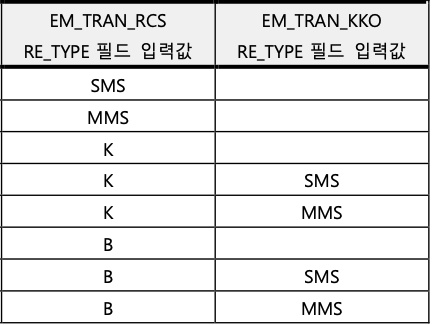 EM_TRAN_RCS EM_TRAN_KKO
RE_TYPE 필드 입력값 RE_TYPE 필드 입력값
SMS
MMS
K
K SMS
K MMS
B
B SMS
B MMS